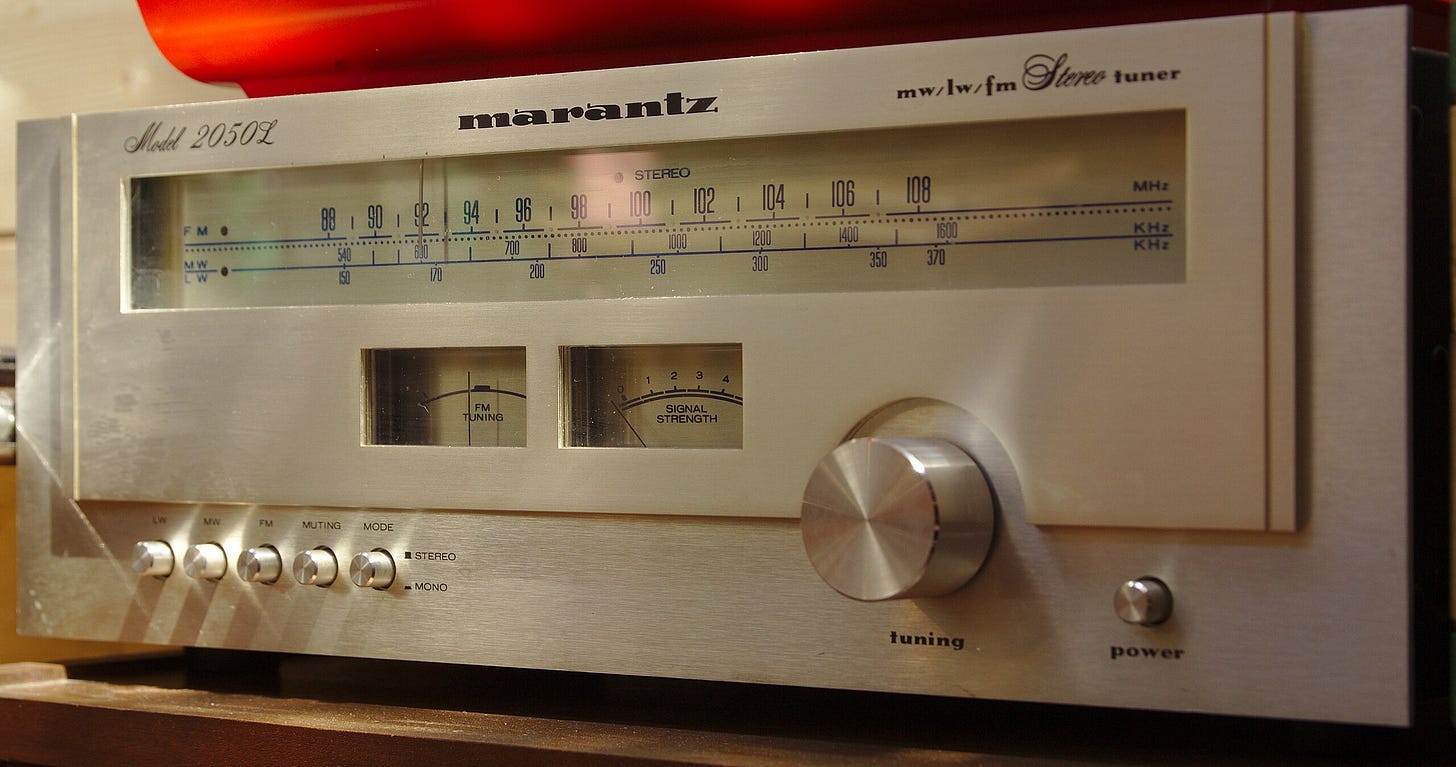 mw/lw/fm Stereo tuner
marantz
Model 2050L
STEREO
FM 88 90 92 94 96 98 100 102 104 106 108 MHz
540 600 700 800 1000 1200 1400 1600 KHz
MW KHz
LW 150 170 200 250 300 350 370
FM
TUNING
0 1 2 3 4
SIGNAL
STRENGTH
LW MW FM MUTING MODE
STEREO
MONO
tuning
power